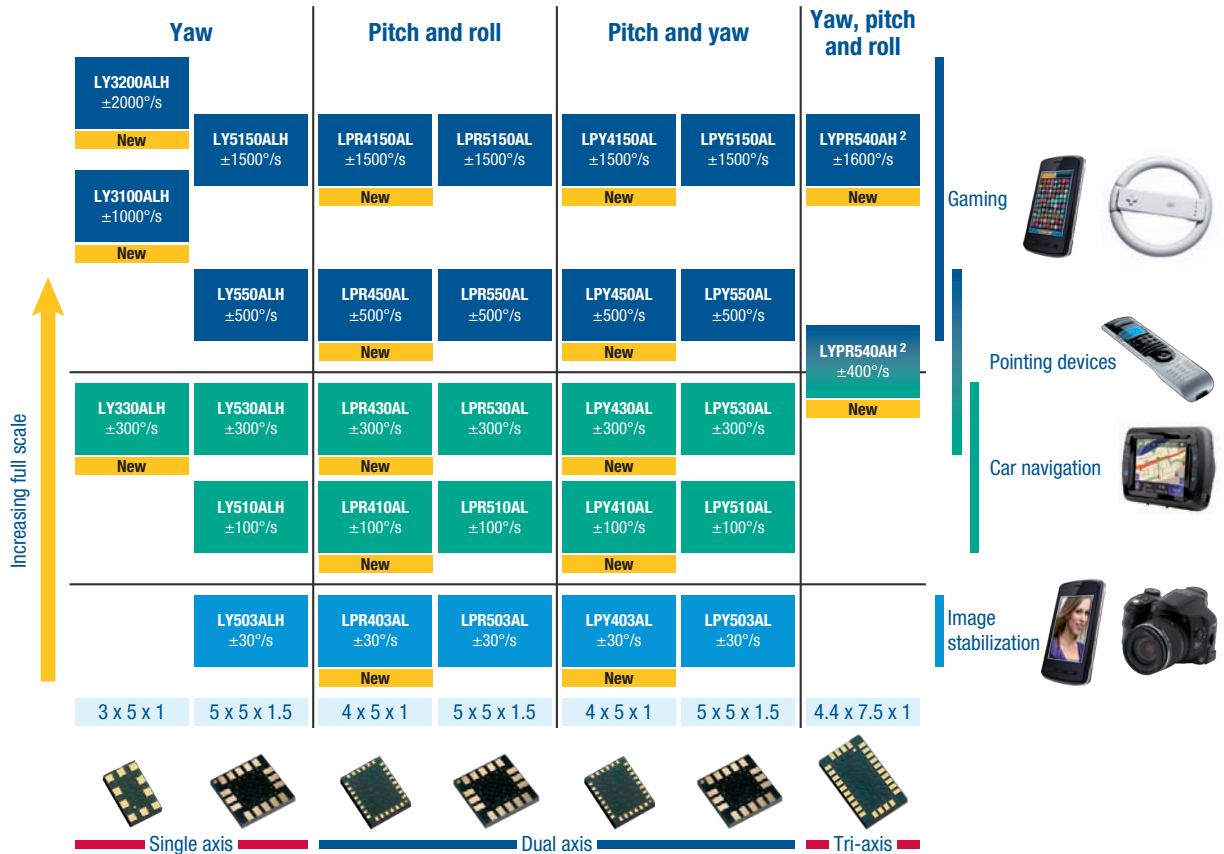 Yaw
Pitch and roll
Pitch and yaw
Yaw, pitch
and roll
LY3200ALH
±2000°/s
New
LY5150ALH
±1500°/s
LPR4150AL
±1500°/s
New
LPR5150AL
±1500°/s
LPY4150AL
±1500°/s
New
LPY5150AL
±1500°/s
LYPR540AH 2
±1600°/s
New
LY3100ALH
±1000°/s
New
Gaming
LY550ALH
±500°/s
LPR450AL
±500°/s
New
LPR550AL
±500°/s
LPY450AL
±500°/s
New
LPY550AL
±500°/s
LYPR540AH 2
±400°/s
New
Pointing devices
Increasing full scale
LY330ALH
±300°/s
New
LY530ALH
±300°/s
LPR430AL
±300°/s
New
LPR530AL
±300°/s
LPY430AL
±300°/s
New
LPY530AL
±300°/s
Car navigation
LY510ALH
±100°/s
LPR410AL
±100°/s
New
LPR510AL
±100°/s
LPY410AL
±100°/s
New
LPY510AL
±100°/s
LY503ALH
±30°/s
LPR403AL
±30°/s
New
LPR503AL
±30°/s
LPY403AL
±30°/s
New
LPY503AL
±30°/s
Image
stabilization
3 x 5 x 1
5 x 5 x 1.5
4 x 5 x 1
5 x 5 x 1.5
4 x 5 x 1
5 x 5 x 1.5
4.4 x 7.5 x 1
Single axis
Dual axis
Tri-axis